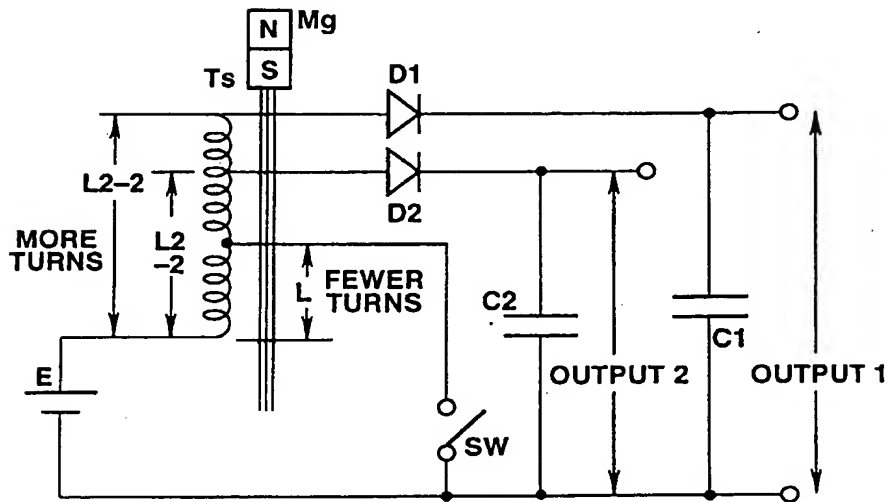 N
Mg
S
Ts
D1
D2
L2-2
L2
-2
MORE
TURNS
L
FEWER
TURNS
C2
C1
E
OUTPUT 2
OUTPUT 1
SW